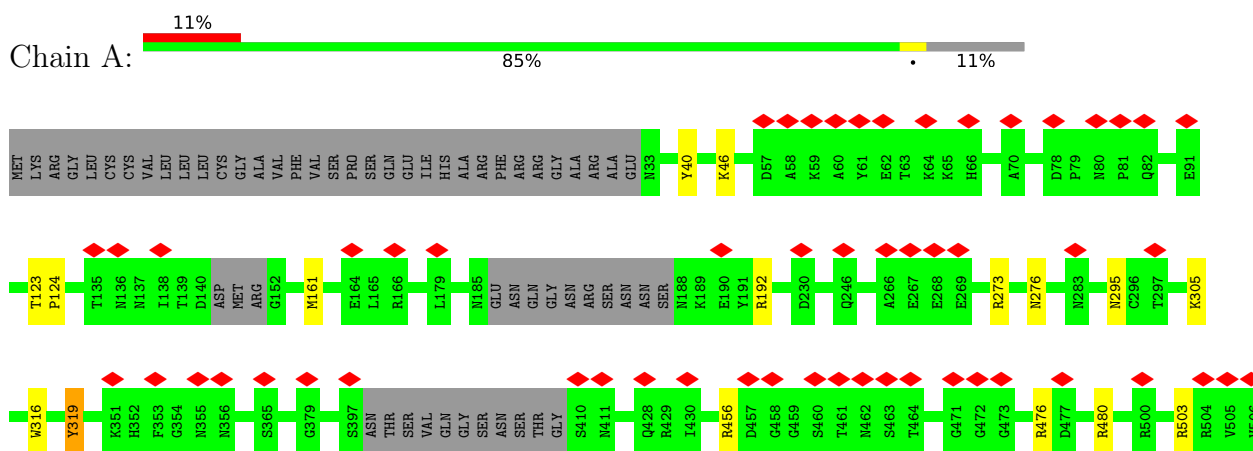 11%
Chain A:
85%
•
11%
MET LYS ARG GLY LEU CYS CYS VAL LEU LEU LEU CYS GLY ALA VAL PHE VAL SER PRO SER GLN GLU ILE HIS ALA ARG PHE ARG ARG GLY ALA ARG ALA GLU N33 Y40 K46 D57 A58 K59 A60 Y61 E62 T63 K64 K65 H66 A70 D78 P79 N80 P81 Q82 E91
T123 P124 T135 N136 N137 I138 T139 D140 ASP MET ARG G152 M161 E164 L165 R166 L179 N185 GLU ASN GLN GLY ASN ARG SER ASN ASN SER N188 K189 E190 Y191 R192 D230 Q246 A266 E267 E268 E269 R273 N276 N283 N295 C296 T297 K305
W316 Y319 K351 H352 F353 G354 N355 N356 S365 G379 S397 ASN THR SER VAL GLN GLY SER ASN SER THR GLY S410 N411 Q428 R429 I430 R456 D457 G458 G459 S460 T461 N462 S463 T464 G471 G472 G473 R476 D477 R480 R500 R503 R504 V505